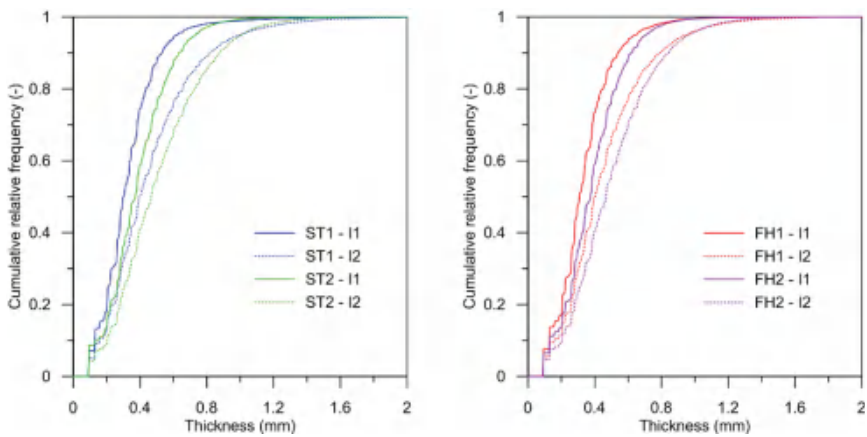 1
0.8
0.6
0.4
0.2
0
Cumulative relative frequency (-)
ST1 - I1
ST1 - I2
ST2 - I1
ST2 - I2
0 0.4 0.8 1.2 1.6 2
Thickness (mm)
1
0.8
0.6
0.4
0.2
0
Cumulative relative frequency (-)
FH1 - I1
FH1 - I2
FH2 - I1
FH2 - I2
0 0.4 0.8 1.2 1.6 2
Thickness (mm)